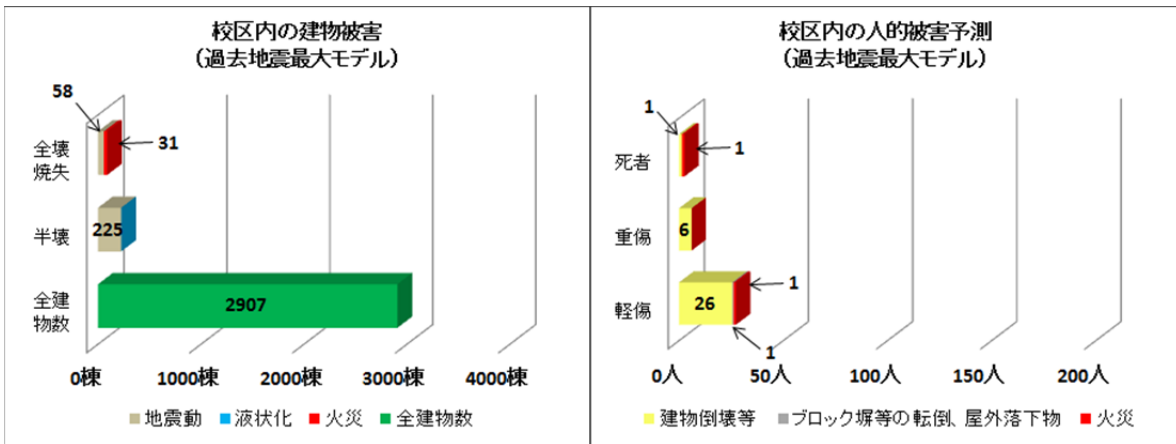 校区内の建物被害
（過去地震最大モデル）
58
31
全壊
焼失
225
半壊
2907
全建
物数
0棟 1000棟 2000棟 3000棟 4000棟
地震動 液状化 火災 全建物数
校区内の人的被害予測
（過去地震最大モデル）
1
1
死者
6
重傷
26
1
軽傷
1
0人 50人 100人 150人 200人
建物倒壊等 ブロック塀等の転倒、屋外落下物 火災